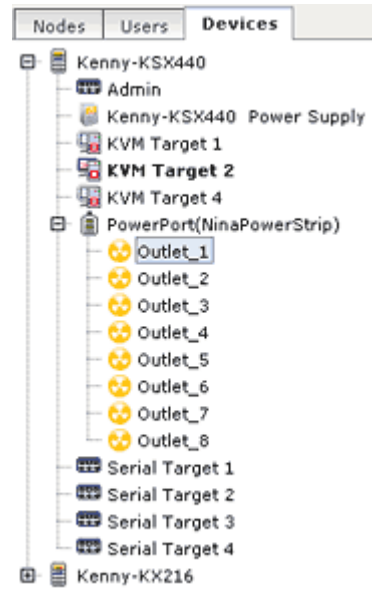 Nodes Users Devices
Kenny-KSX440
Admin
Kenny-KSX440 Power Supply
KVM Target 1
KVM Target 2
KVM Target 4
PowerPort(NinaPowerStrip)
Outlet_1
Outlet_2
Outlet_3
Outlet_4
Outlet_5
Outlet_6
Outlet_7
Outlet_8
Serial Target 1
Serial Target 2
Serial Target 3
Serial Target 4
Kenny-KX216